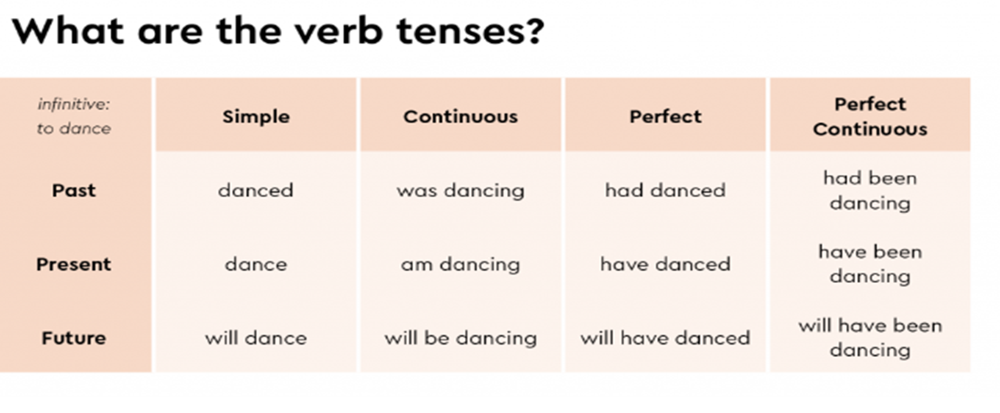 What are the verb tenses?
infinitive:
to dance
Simple
Continuous
Perfect
Perfect
Continuous
Past
danced
was dancing
had danced
had been
dancing
Present
dance
am dancing
have danced
have been
dancing
Future
will dance
will be dancing
will have danced
will have been
dancing